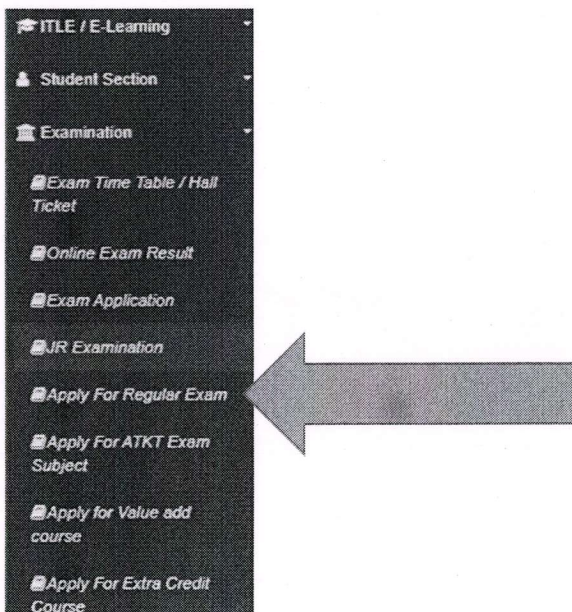 ITLE / E-Learning
Student Section
Examination
Exam Time Table / Hall
Ticket
Online Exam Result
Exam Application
JR Examination
Apply For Regular Exam
Apply For ATKT Exam
Subject
Apply for Value add
course
Apply For Extra Credit
Course